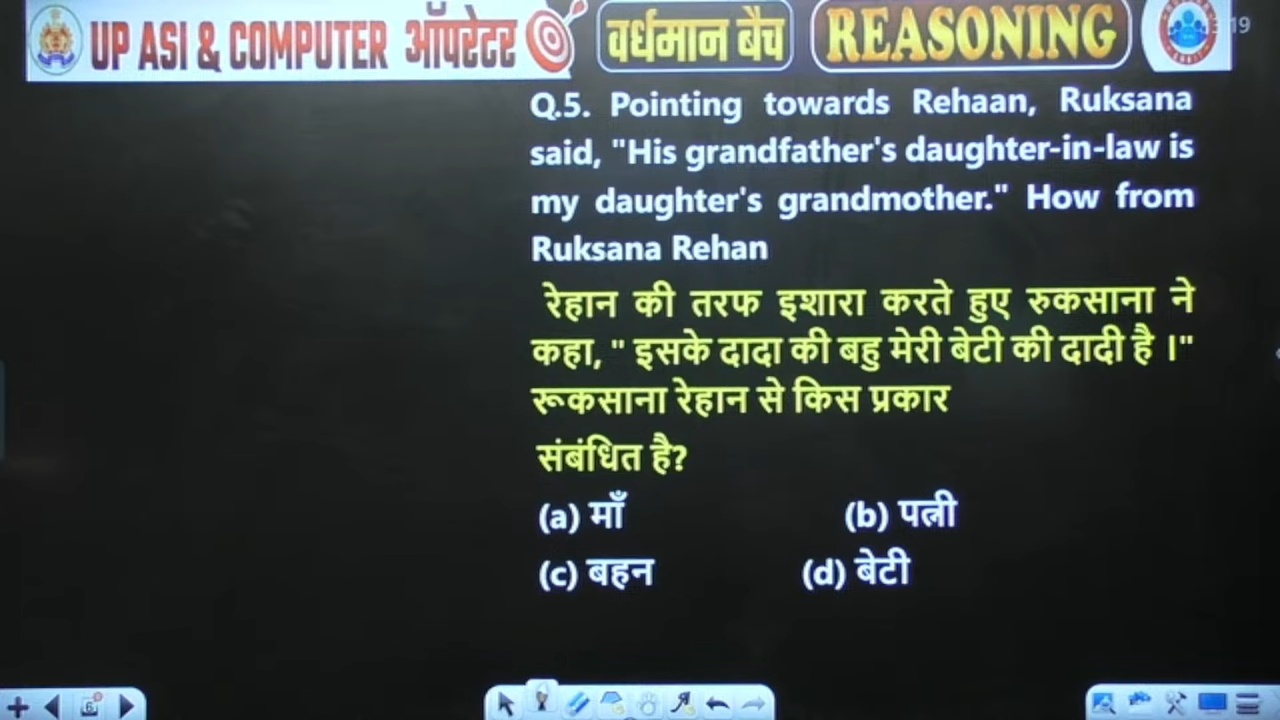 UP ASI & COMPUTER ऑपरेटर
वर्धमान बैच
REASONING
19
Q.5. Pointing towards Rehaan, Ruksana
said, "His grandfather's daughter-in-law is
my daughter's grandmother." How from
Ruksana Rehan
रेहान की तरफ इशारा करते हुए रुकसाना ने
कहा, " इसके दादा की बहु मेरी बेटी की दादी है ।"
रूकसाना रेहान से किस प्रकार
संबंधित है?
(a) माँ (b) पत्नी
(c) बहन (d) बेटी